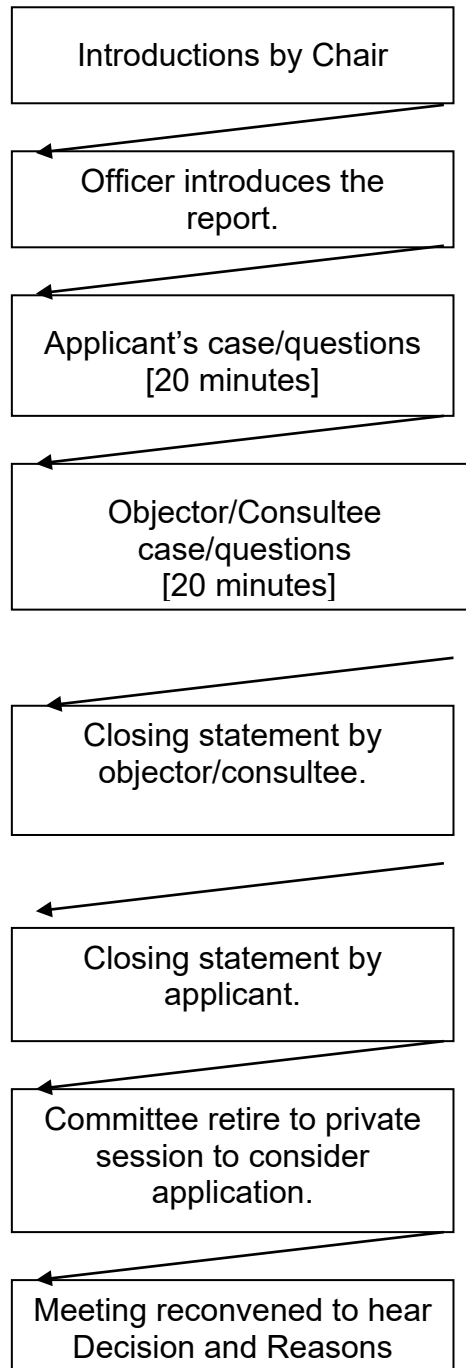 Introductions by Chair
Officer introduces the
report.
Applicant’s case/questions
[20 minutes]
Objector/Consultee
case/questions
[20 minutes]
Closing statement by
objector/consultee.
Closing statement by
applicant.
Committee retire to private
session to consider
application.
Meeting reconvened to hear
Decision and Reasons